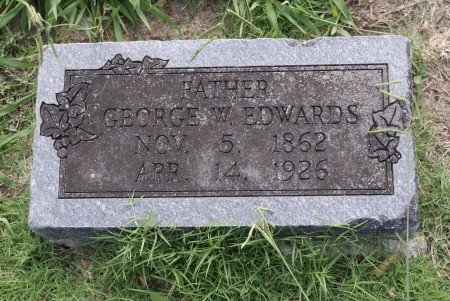 FATHER
GEORGE W. EDWARDS
NOV. 5, 1862
APR. 14, 1926